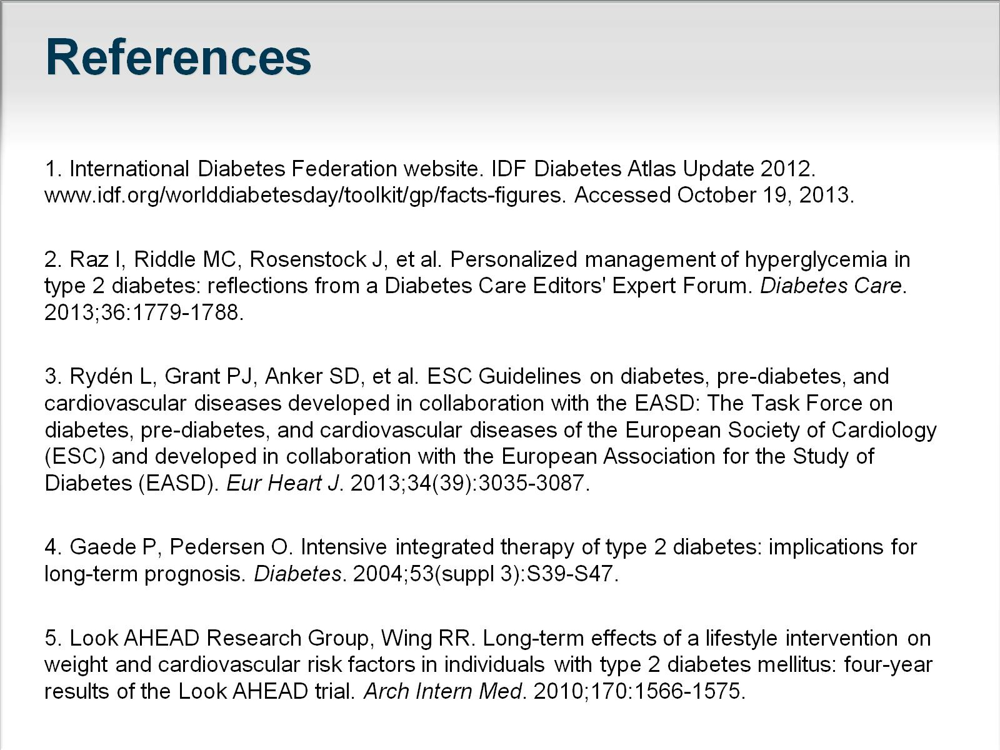 References
1. International Diabetes Federation website. IDF Diabetes Atlas Update 2012.
www.idf.org/worlddiabetesday/toolkit/gp/facts-figures. Accessed October 19, 2013.
2. Raz I, Riddle MC, Rosenstock J, et al. Personalized management of hyperglycemia in
type 2 diabetes: reflections from a Diabetes Care Editors' Expert Forum. Diabetes Care.
2013;36:1779-1788.
3. Rydén L, Grant PJ, Anker SD, et al. ESC Guidelines on diabetes, pre-diabetes, and
cardiovascular diseases developed in collaboration with the EASD: The Task Force on
diabetes, pre-diabetes, and cardiovascular diseases of the European Society of Cardiology
(ESC) and developed in collaboration with the European Association for the Study of
Diabetes (EASD). Eur Heart J. 2013;34(39):3035-3087.
4. Gaede P, Pedersen O. Intensive integrated therapy of type 2 diabetes: implications for
long-term prognosis. Diabetes. 2004;53(suppl 3):S39-S47.
5. Look AHEAD Research Group, Wing RR. Long-term effects of a lifestyle intervention on
weight and cardiovascular risk factors in individuals with type 2 diabetes mellitus: four-year
results of the Look AHEAD trial. Arch Intern Med. 2010;170:1566-1575.